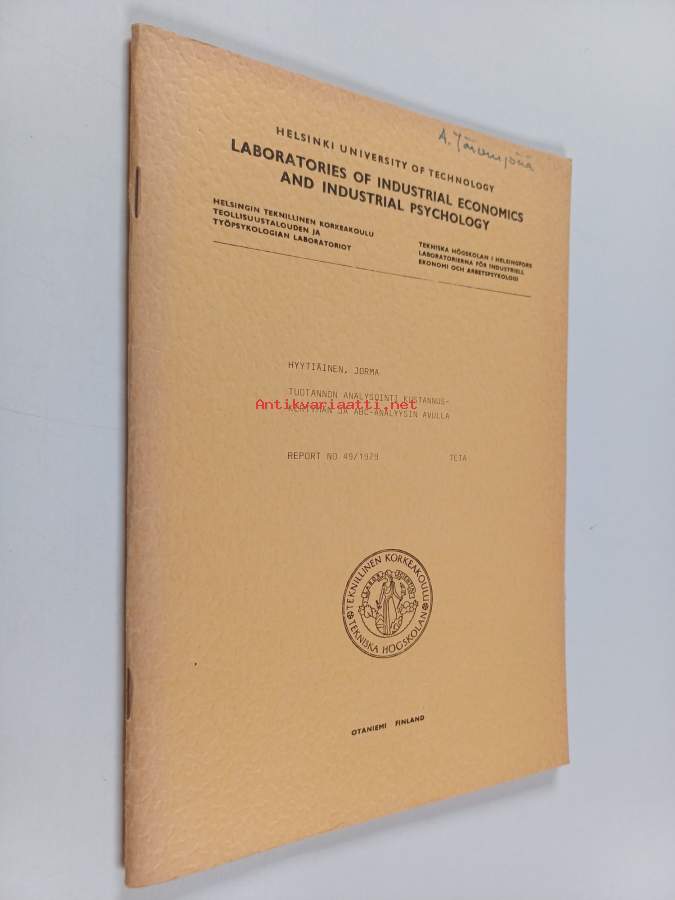 A.
HELSINKI UNIVERSITY OF TECHNOLOGY
LABORATORIES OF INDUSTRIAL ECONOMICS
AND INDUSTRIAL PSYCHOLOGY
HELSINGIN TEKNILLINEN KORKEAKOULU
TEOLLISUUSTALOUDEN JA
TYÖPSYKOLOGIAN LABORATORIOT
TEKNISKA HÖGSKOLAN I HELSINGFORS
LABORATORIERNA FÖR INDUSTRIELL
EKONOMI OCH ARBETSPSYKOLOGI
HYYTIÄINEN, JORMA
TUOTANNON ANALYSOINTI KUSTANNUS-
Antikvariaatti.net
KERTYMÄN JA ABC-ANALYYSIN AVULLA
REPORT NO 49/1979 TETA
TEKNILLINEN KORKEAKOULU
TEKNISKA HÖGSKOLAN
OTANIEMI FINLAND